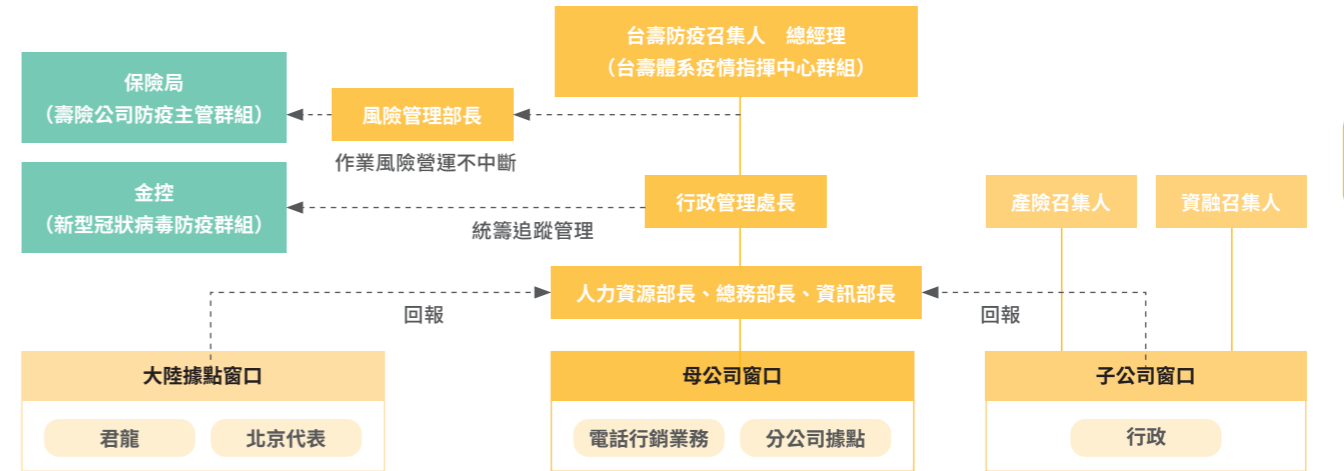 台壽防疫召集人　總經理
（台壽體系疫情指揮中心群組）
保險局
（壽險公司防疫主管群組）
風險管理部長
作業風險營運不中斷
金控
（新型冠狀病毒防疫群組）
行政管理處長
統籌追蹤管理
產險召集人
資融召集人
人力資源部長、總務部長、資訊部長
回報
回報
大陸據點窗口
母公司窗口
子公司窗口
君龍
北京代表
電話行銷業務
分公司據點
行政